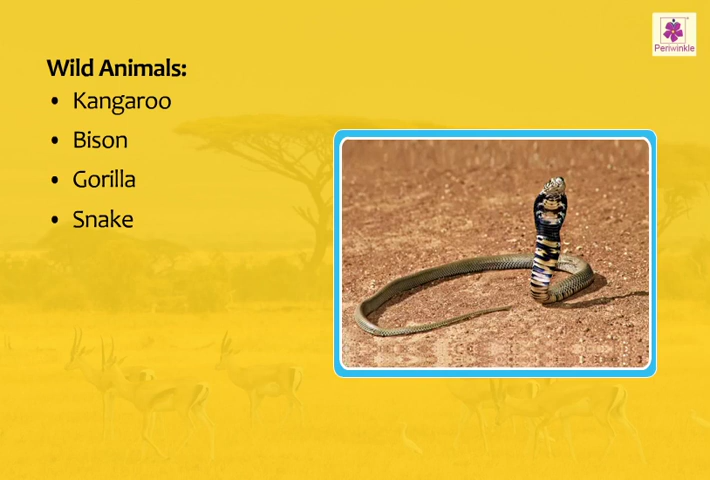 Periwinkle
Wild Animals:
• Kangaroo
• Bison
• Gorilla
• Snake